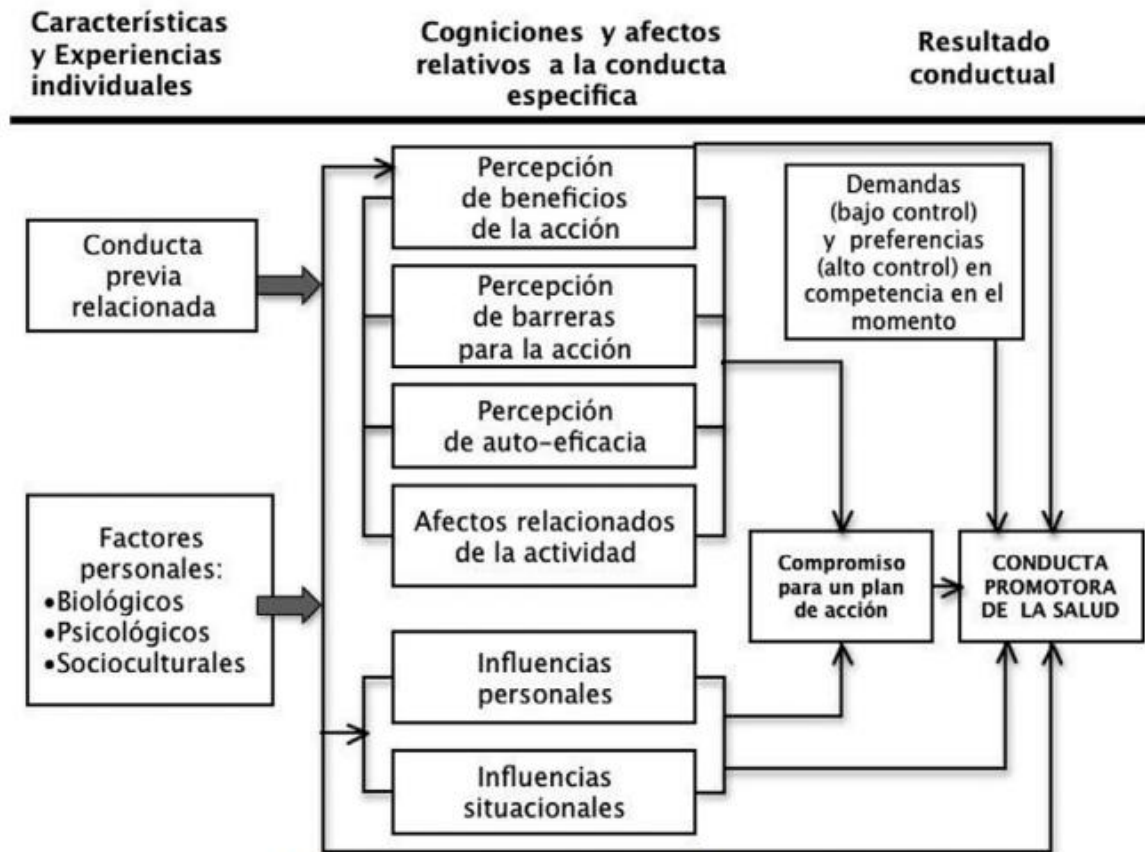 Características
y Experiencias
individuales
Cogniciones y afectos
relativos a la conducta
especifica
Resultado
conductual
Conducta
previa
relacionada
Factores
personales:
•Biológicos
•Psicológicos
•Socioculturales
Percepción
de beneficios
de la acción
Percepción
de barreras
para la acción
Percepción
de auto-eficacia
Afectos relacionados
de la actividad
Influencias
personales
Influencias
situacionales
Demandas
(bajo control)
y preferencias
(alto control) en
competencia en el
momento
Compromiso
para un plan
de acción
CONDUCTA
PROMOTORA
DE LA SALUD